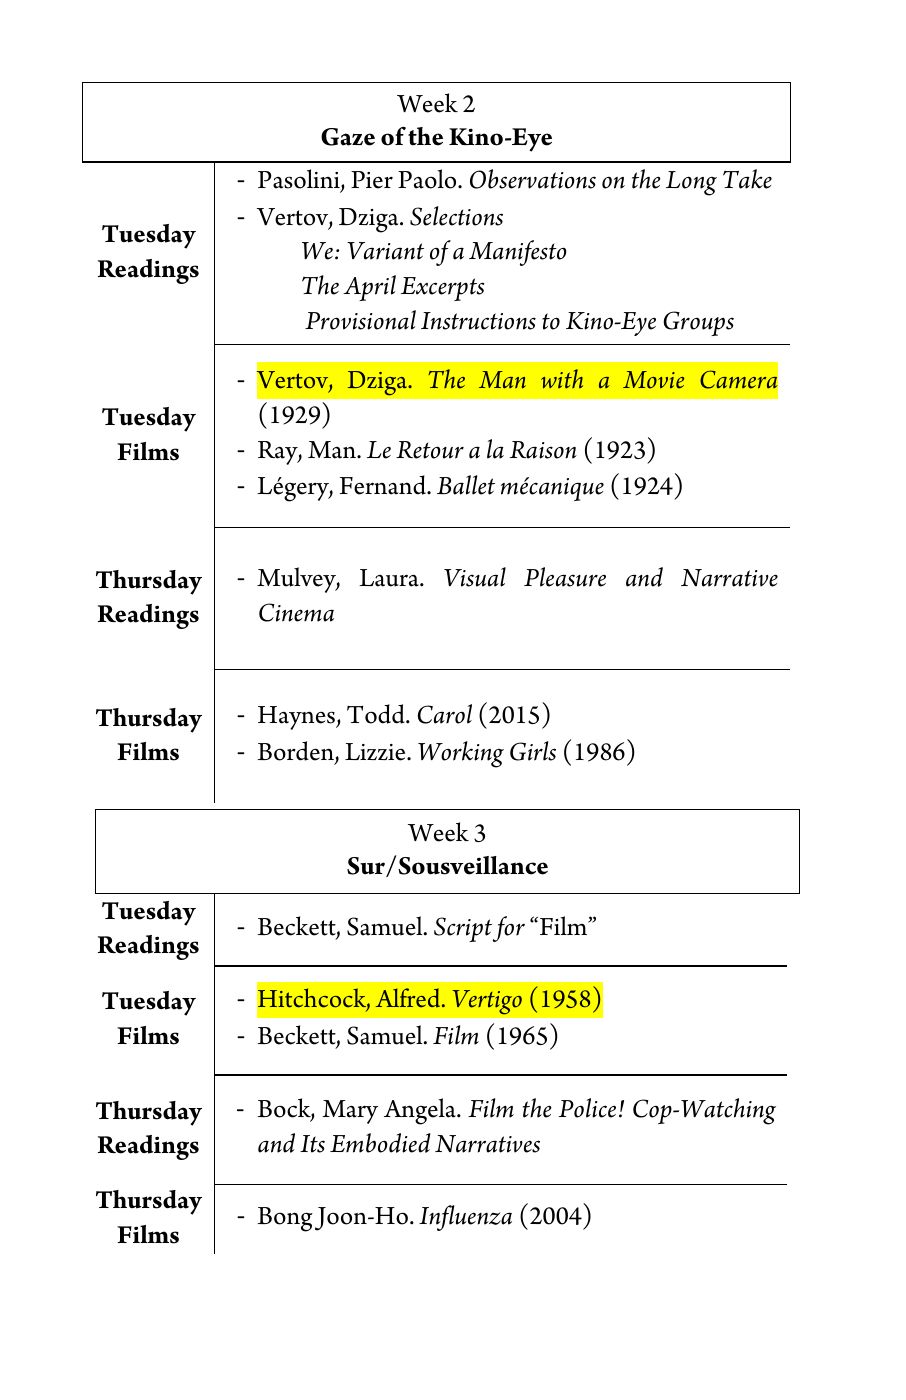 Week 2
Gaze of the Kino-Eye
Tuesday
Readings
- Pasolini, Pier Paolo. Observations on the Long Take
- Vertov, Dziga. Selections
We: Variant of a Manifesto
The April Excerpts
Provisional Instructions to Kino-Eye Groups
Tuesday
Films
- Vertov, Dziga. The Man with a Movie Camera
(1929)
- Ray, Man. Le Retour a la Raison (1923)
- Légery, Fernand. Ballet mécanique (1924)
Thursday
Readings
- Mulvey, Laura. Visual Pleasure and Narrative
Cinema
Thursday
Films
- Haynes, Todd. Carol (2015)
- Borden, Lizzie. Working Girls (1986)
Week 3
Sur/Sousveillance
Tuesday
Readings
- Beckett, Samuel. Script for “Film”
Tuesday
Films
- Hitchcock, Alfred. Vertigo (1958)
- Beckett, Samuel. Film (1965)
Thursday
Readings
- Bock, Mary Angela. Film the Police! Cop-Watching
and Its Embodied Narratives
Thursday
Films
- Bong Joon-Ho. Influenza (2004)